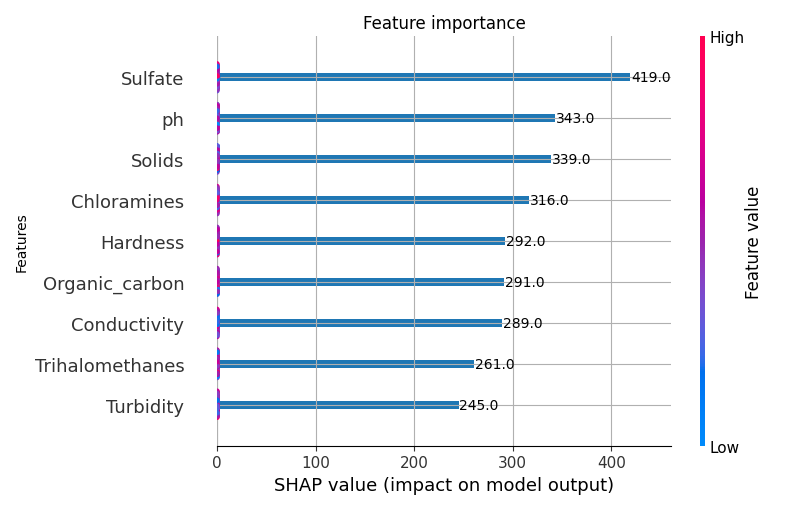 Feature importance
High
Sulfate 419.0
ph 343.0
Solids 339.0
Chloramines 316.0
Hardness 292.0
Organic_carbon 291.0
Conductivity 289.0
Trihalomethanes 261.0
Turbidity 245.0
Features
Feature value
Low
0 100 200 300 400
SHAP value (impact on model output)